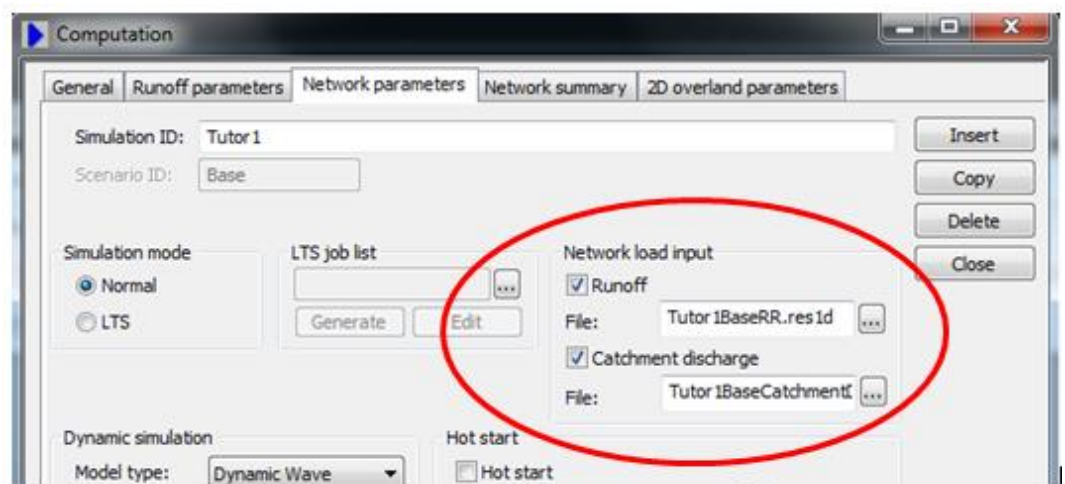 Computation
General Runoff parameters Network parameters Network summary 2D overland parameters
Simulation ID: Tutor1
Insert
Scenario ID: Base
Copy
Delete
Simulation mode
LTS job list
Network load input
Close
Normal
...
Runoff
LTS
Generate Edit
File: Tutor1BaseRR.res1d ...
Catchment discharge
File: Tutor1BaseCatchment ...
Dynamic simulation
Hot start
Model type: Dynamic Wave
Hot start